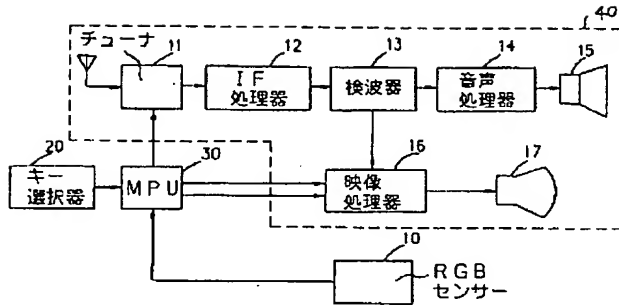 40
チューナ
11
12
13
14
15
IF
処理器
検波器
音声
処理器
20
30
16
17
キー
選択器
MPU
映像
処理器
10
RGB
センサー